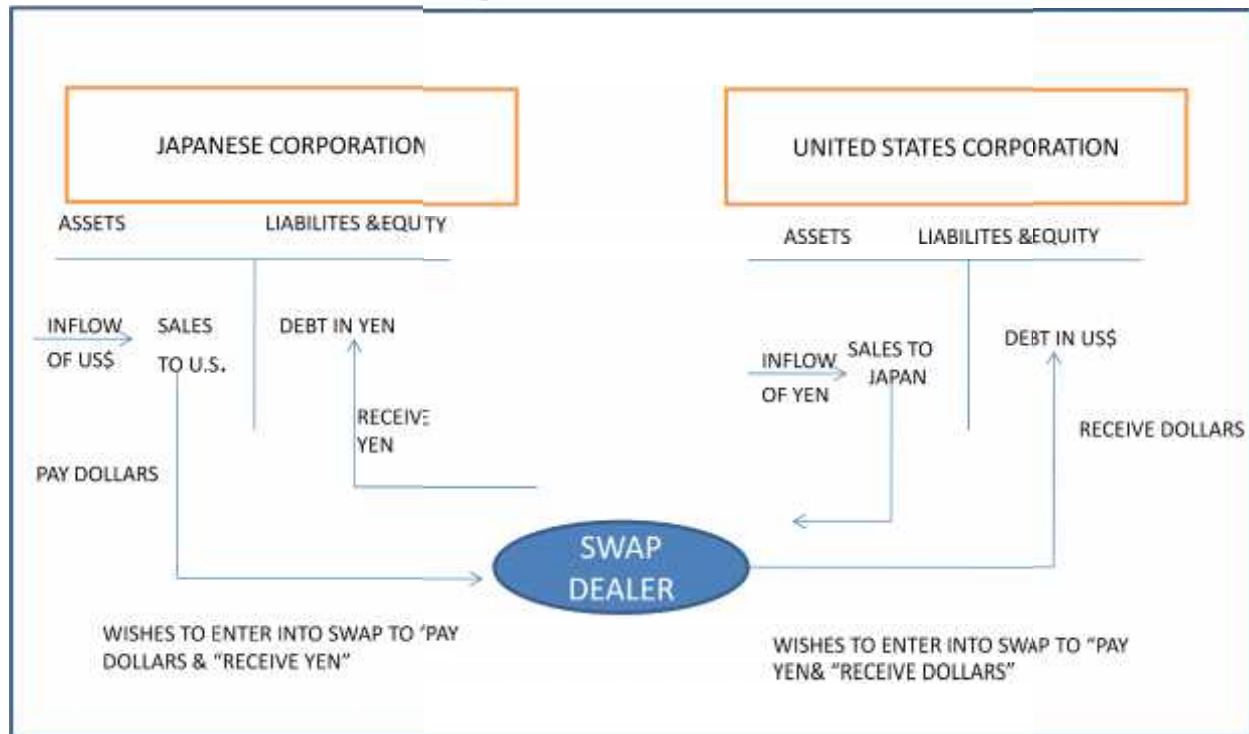 JAPANESE CORPORATION
ASSETS
LIABILITES &EQUITY
INFLOW
OF US$
SALES
TO U.S.
DEBT IN YEN
RECEIVE
YEN
PAY DOLLARS
WISHES TO ENTER INTO SWAP TO 'PAY
DOLLARS & "RECEIVE YEN"
SWAP
DEALER
UNITED STATES CORPORATION
ASSETS
LIABILITES &EQUITY
INFLOW
OF YEN
SALES TO
JAPAN
DEBT IN US$
RECEIVE DOLLARS
WISHES TO ENTER INTO SWAP TO "PAY
YEN& "RECEIVE DOLLARS"